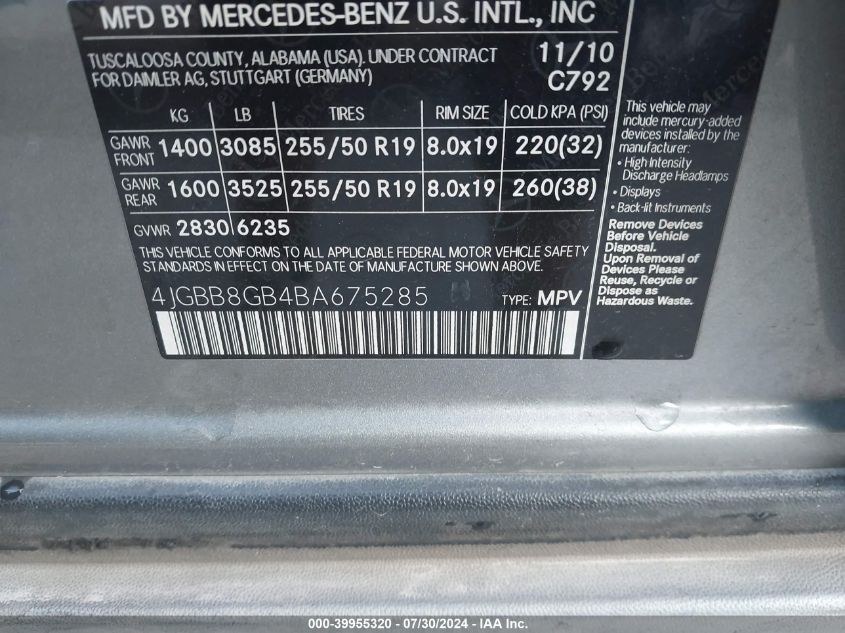 MFD BY MERCEDES-BENZ U.S. INTL., INC
TUSCALOOSA COUNTY, ALABAMA (USA). UNDER CONTRACT
FOR DAIMLER AG, STUTTGART (GERMANY)
11/10
C792
KG LB TIRES RIM SIZE COLD KPA (PSI)
GAWR FRONT 1400 3085 255/50 R19 8.0x19 220(32)
GAWR REAR 1600 3525 255/50 R19 8.0x19 260(38)
GVWR 2830 6235
THIS VEHICLE CONFORMS TO ALL APPLICABLE FEDERAL MOTOR VEHICLE SAFETY
STANDARDS IN EFFECT ON THE DATE OF MANUFACTURE SHOWN ABOVE.
4JGBB8GB4BA675285 TYPE: MPV
This vehicle may
include mercury-added
devices installed by the
manufacturer:
• High Intensity
Discharge Headlamps
• Displays
• Back-lit Instruments
Remove Devices
Before Vehicle
Disposal.
Upon Removal of
Devices Please
Reuse, Recycle or
Dispose as
Hazardous Waste.
000-39955320 - 07/30/2024 - IAA Inc.